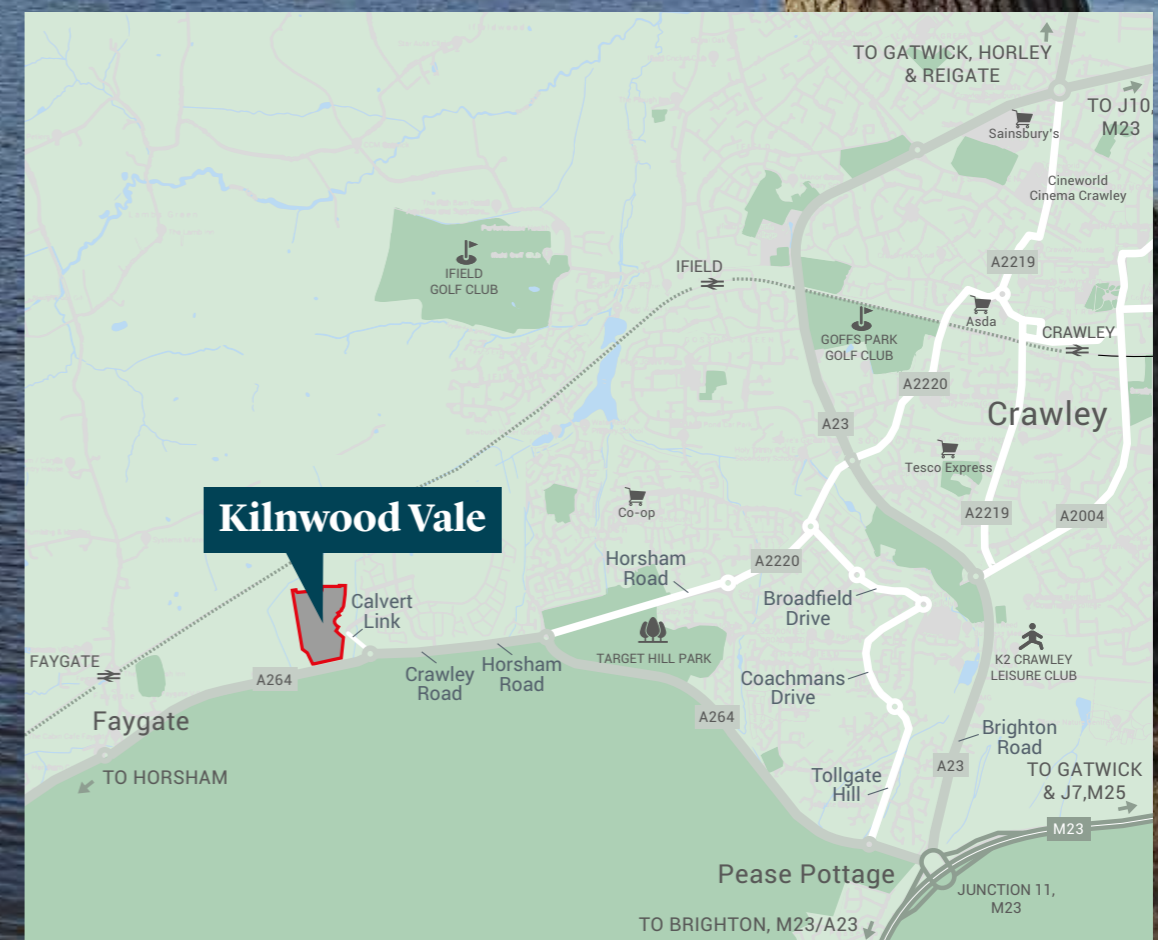 TO GATWICK, HORLEY
& REIGATE
TO J10,
M23
Sainsbury's
Cineworld
Cinema Crawley
A2219
IFIELD
GOLF CLUB
IFIELD
Asda
CRAWLEY
GOFFS PARK
GOLF CLUB
A2220
Crawley
A23
Tesco Express
Kilnwood Vale
Co-op
A2219
A2004
Horsham
Road
A2220
Calvert
Link
Broadfield
Drive
FAYGATE
A264
Crawley
Road
Horsham
Road
TARGET HILL PARK
K2 CRAWLEY
LEISURE CLUB
Coachmans
Drive
Faygate
A264
Brighton
Road
A23
TO HORSHAM
TO GATWICK
& J7,M25
Tollgate
Hill
M23
Pease Pottage
JUNCTION 11,
M23
TO BRIGHTON, M23/A23